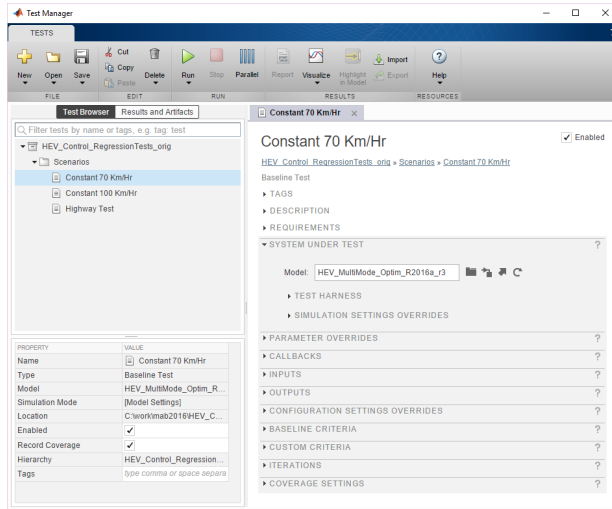 Test Manager
TESTS
New
Open
Save
Cut
Copy
Paste
Delete
Run
Stop
Parallel
Report
Visualize
Highlight
in Model
Import
Export
Help
FILE
EDIT
RUN
RESULTS
RESOURCES
Test Browser
Results and Artifacts
Constant 70 Km/Hr
Filter tests by name or tags, e.g. tag: test
HEV_Control_RegressionTests_orig
Scenarios
Constant 70 Km/Hr
Constant 100 Km/Hr
Highway Test
PROPERTY VALUE
Name Constant 70 Km/Hr
Type Baseline Test
Model HEV_MultiMode_Optim_R...
Simulation Mode [Model Settings]
Location C:\work\mab2016\HEV_C...
Enabled
Record Coverage
Hierarchy HEV_Control_Regression...
Tags type comma or space separa
Constant 70 Km/Hr
Enabled
HEV_Control_RegressionTests_orig » Scenarios » Constant 70 Km/Hr
Baseline Test
TAGS
DESCRIPTION
REQUIREMENTS
SYSTEM UNDER TEST ?
Model: HEV_MultiMode_Optim_R2016a_r3
TEST HARNESS
SIMULATION SETTINGS OVERRIDES
PARAMETER OVERRIDES ?
CALLBACKS ?
INPUTS ?
OUTPUTS ?
CONFIGURATION SETTINGS OVERRIDES ?
BASELINE CRITERIA ?
CUSTOM CRITERIA ?
ITERATIONS ?
COVERAGE SETTINGS ?